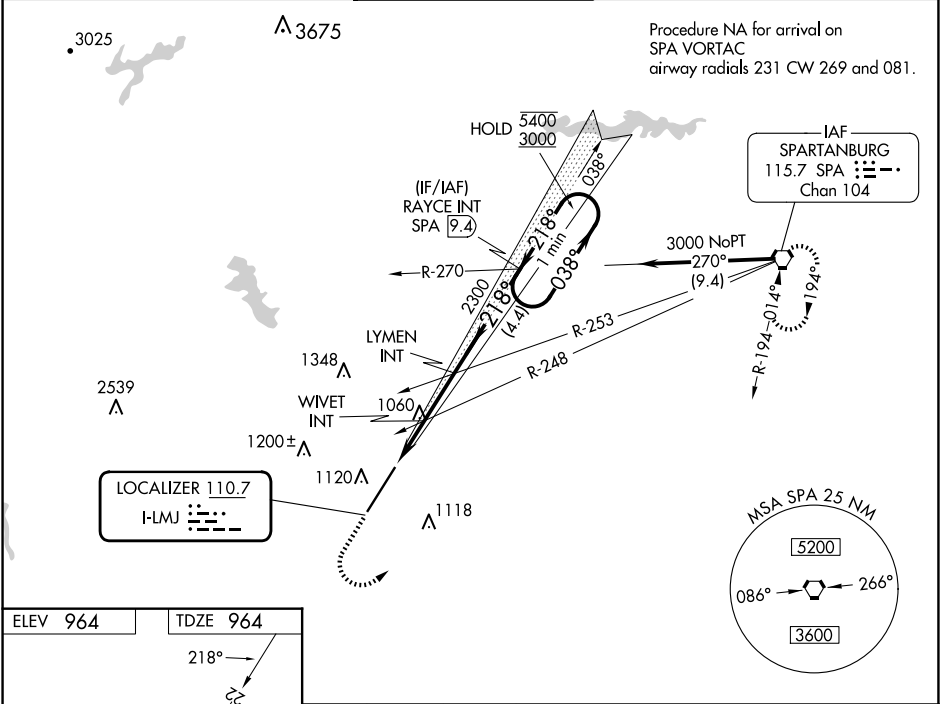 3025
3675
Procedure NA for arrival on
SPA VORTAC
airway radials 231 CW 269 and 081.
HOLD 5400
3000
038°
IAF
SPARTANBURG
115.7 SPA
Chan 104
(IF/IAF)
RAYCE INT
SPA 9.4
218°
1 min
038°
3000 NoPT
270°
(9.4)
R-270
2300
218°
(4.4)
194°
R-194-014°
R-253
R-248
LYMEN
INT
1348
2539
WIVET
INT
1060
1200±
1120
LOCALIZER 110.7
I-LMJ
1118
MSA SPA 25 NM
5200
086°
266°
3600
ELEV 964
TDZE 964
218°
22